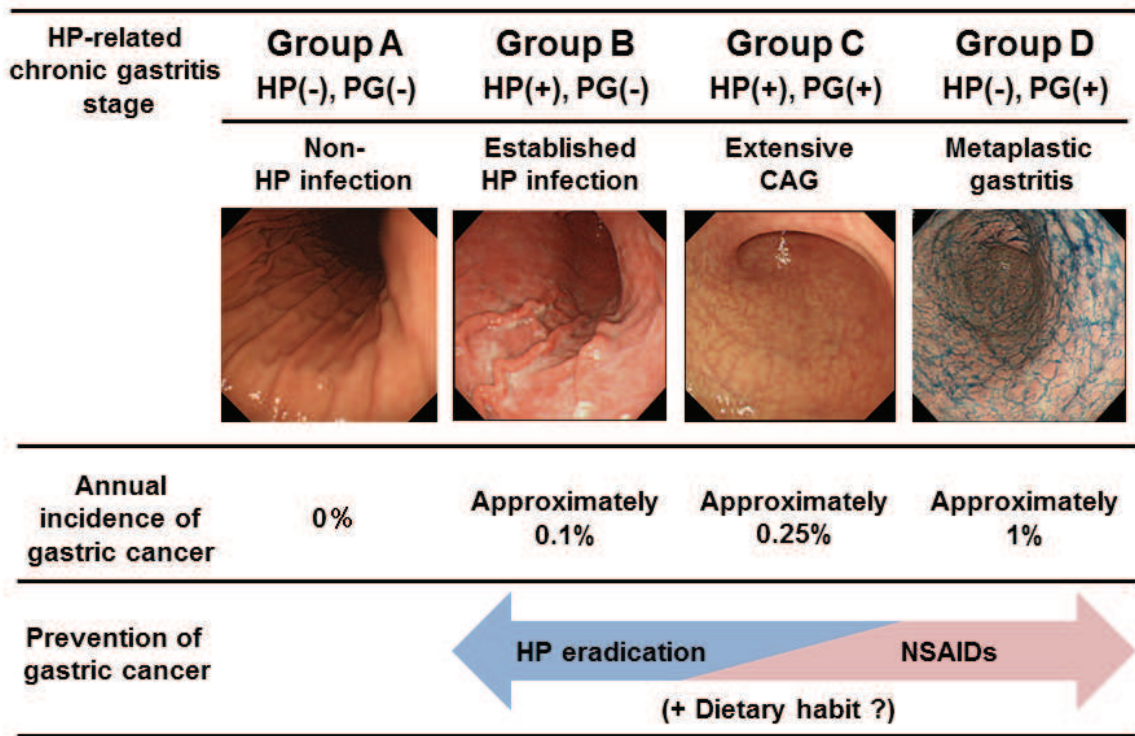 HP-related
chronic gastritis
stage
Group A
HP(-), PG(-)
Group B
HP(+), PG(-)
Group C
HP(+), PG(+)
Group D
HP(-), PG(+)
Non-
HP infection
Established
HP infection
Extensive
CAG
Metaplastic
gastritis
Annual
incidence of
gastric cancer
0%
Approximately
0.1%
Approximately
0.25%
Approximately
1%
Prevention of
gastric cancer
HP eradication
NSAIDs
(+ Dietary habit ?)